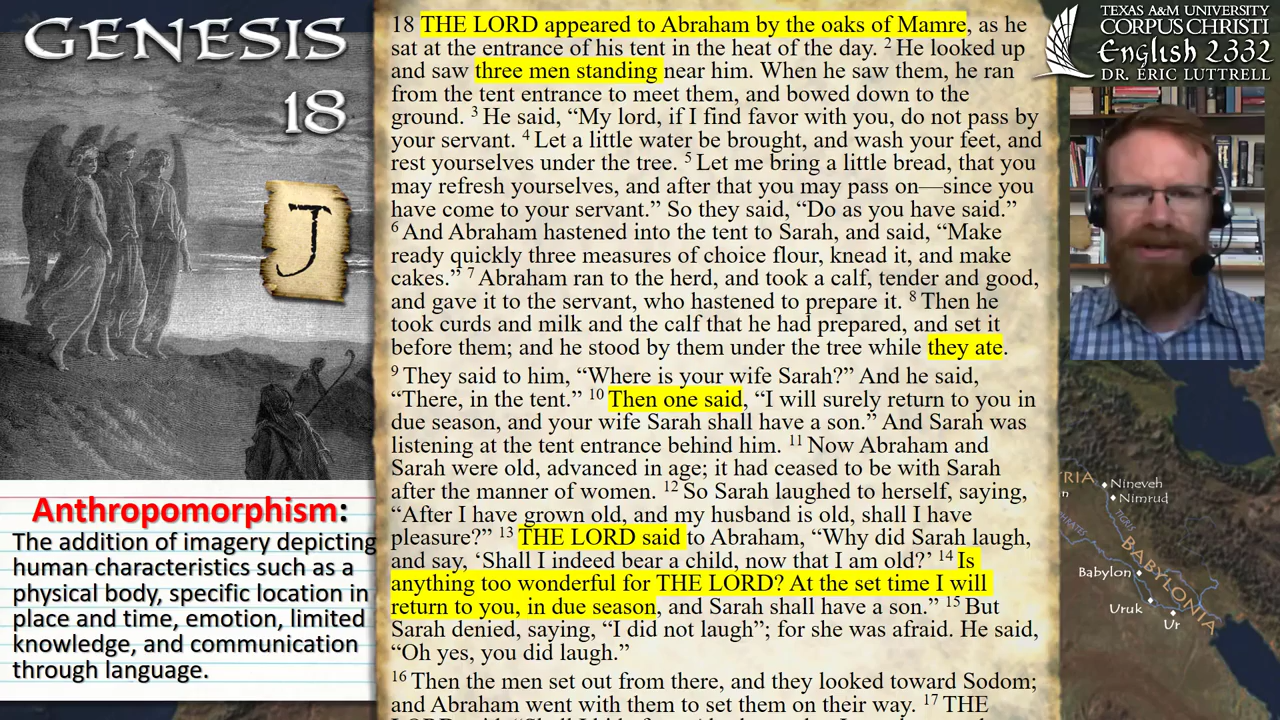 GENESIS
18
J
Anthropomorphism:
The addition of imagery depicting
human characteristics such as a
physical body, specific location in
place and time, emotion, limited
knowledge, and communication
through language.
18 THE LORD appeared to Abraham by the oaks of Mamre, as he
sat at the entrance of his tent in the heat of the day. 2 He looked up
and saw three men standing near him. When he saw them, he ran
from the tent entrance to meet them, and bowed down to the
ground. 3 He said, “My lord, if I find favor with you, do not pass by
your servant. 4 Let a little water be brought, and wash your feet, and
rest yourselves under the tree. 5 Let me bring a little bread, that you
may refresh yourselves, and after that you may pass on—since you
have come to your servant.” So they said, “Do as you have said.”
6 And Abraham hastened into the tent to Sarah, and said, “Make
ready quickly three measures of choice flour, knead it, and make
cakes.” 7 Abraham ran to the herd, and took a calf, tender and good,
and gave it to the servant, who hastened to prepare it. 8 Then he
took curds and milk and the calf that he had prepared, and set it
before them; and he stood by them under the tree while they ate.
9 They said to him, “Where is your wife Sarah?” And he said,
“There, in the tent.” 10 Then one said, “I will surely return to you in
due season, and your wife Sarah shall have a son.” And Sarah was
listening at the tent entrance behind him. 11 Now Abraham and
Sarah were old, advanced in age; it had ceased to be with Sarah
after the manner of women. 12 So Sarah laughed to herself, saying,
“After I have grown old, and my husband is old, shall I have
pleasure?” 13 THE LORD said to Abraham, “Why did Sarah laugh,
and say, ‘Shall I indeed bear a child, now that I am old?’ 14 Is
anything too wonderful for THE LORD? At the set time I will
return to you, in due season, and Sarah shall have a son.” 15 But
Sarah denied, saying, “I did not laugh”; for she was afraid. He said,
“Oh yes, you did laugh.”
16 Then the men set out from there, and they looked toward Sodom;
and Abraham went with them to set them on their way. 17 THE
TEXAS A&M UNIVERSITY
CORPUS CHRISTI
English 2332
DR. ERIC LUTTRELL
RIA
Nineveh
Nimrud
TIGRIS
BABYLONIA
Babylon
Uruk
Ur